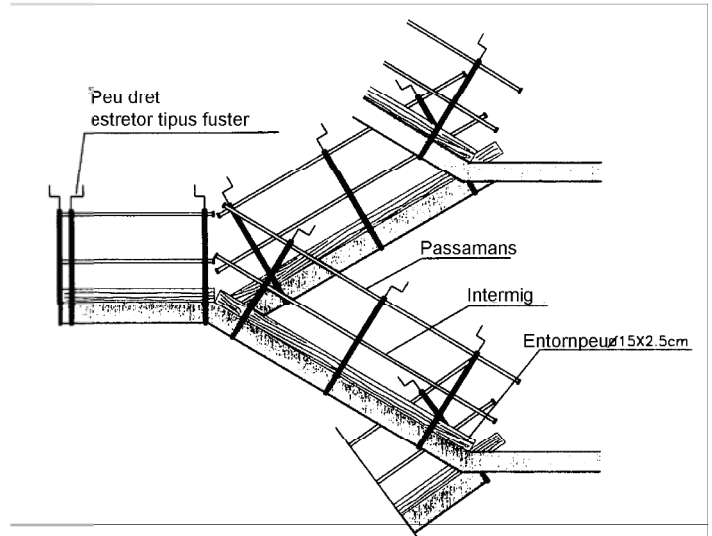 Peu dret
estretor tipus fuster
Passamans
Intermig
Entornpeuø15X2.5cm